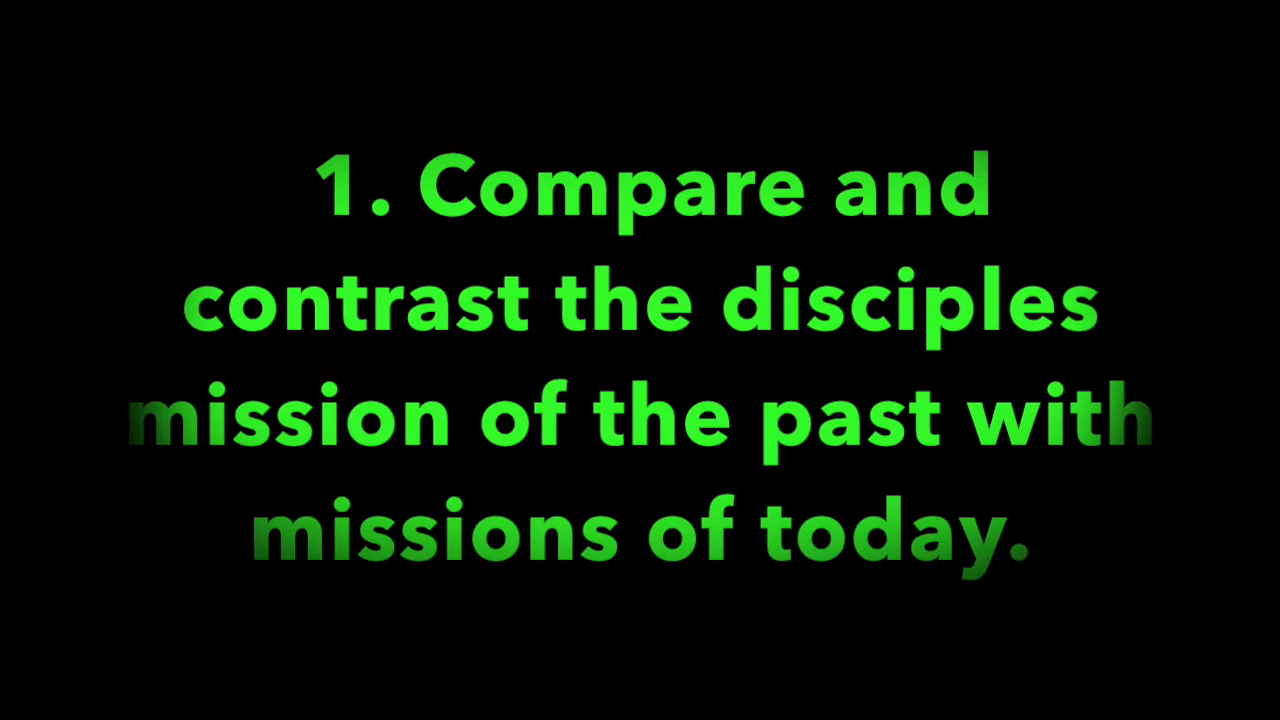 1. Compare and
contrast the disciples
mission of the past with
missions of today.